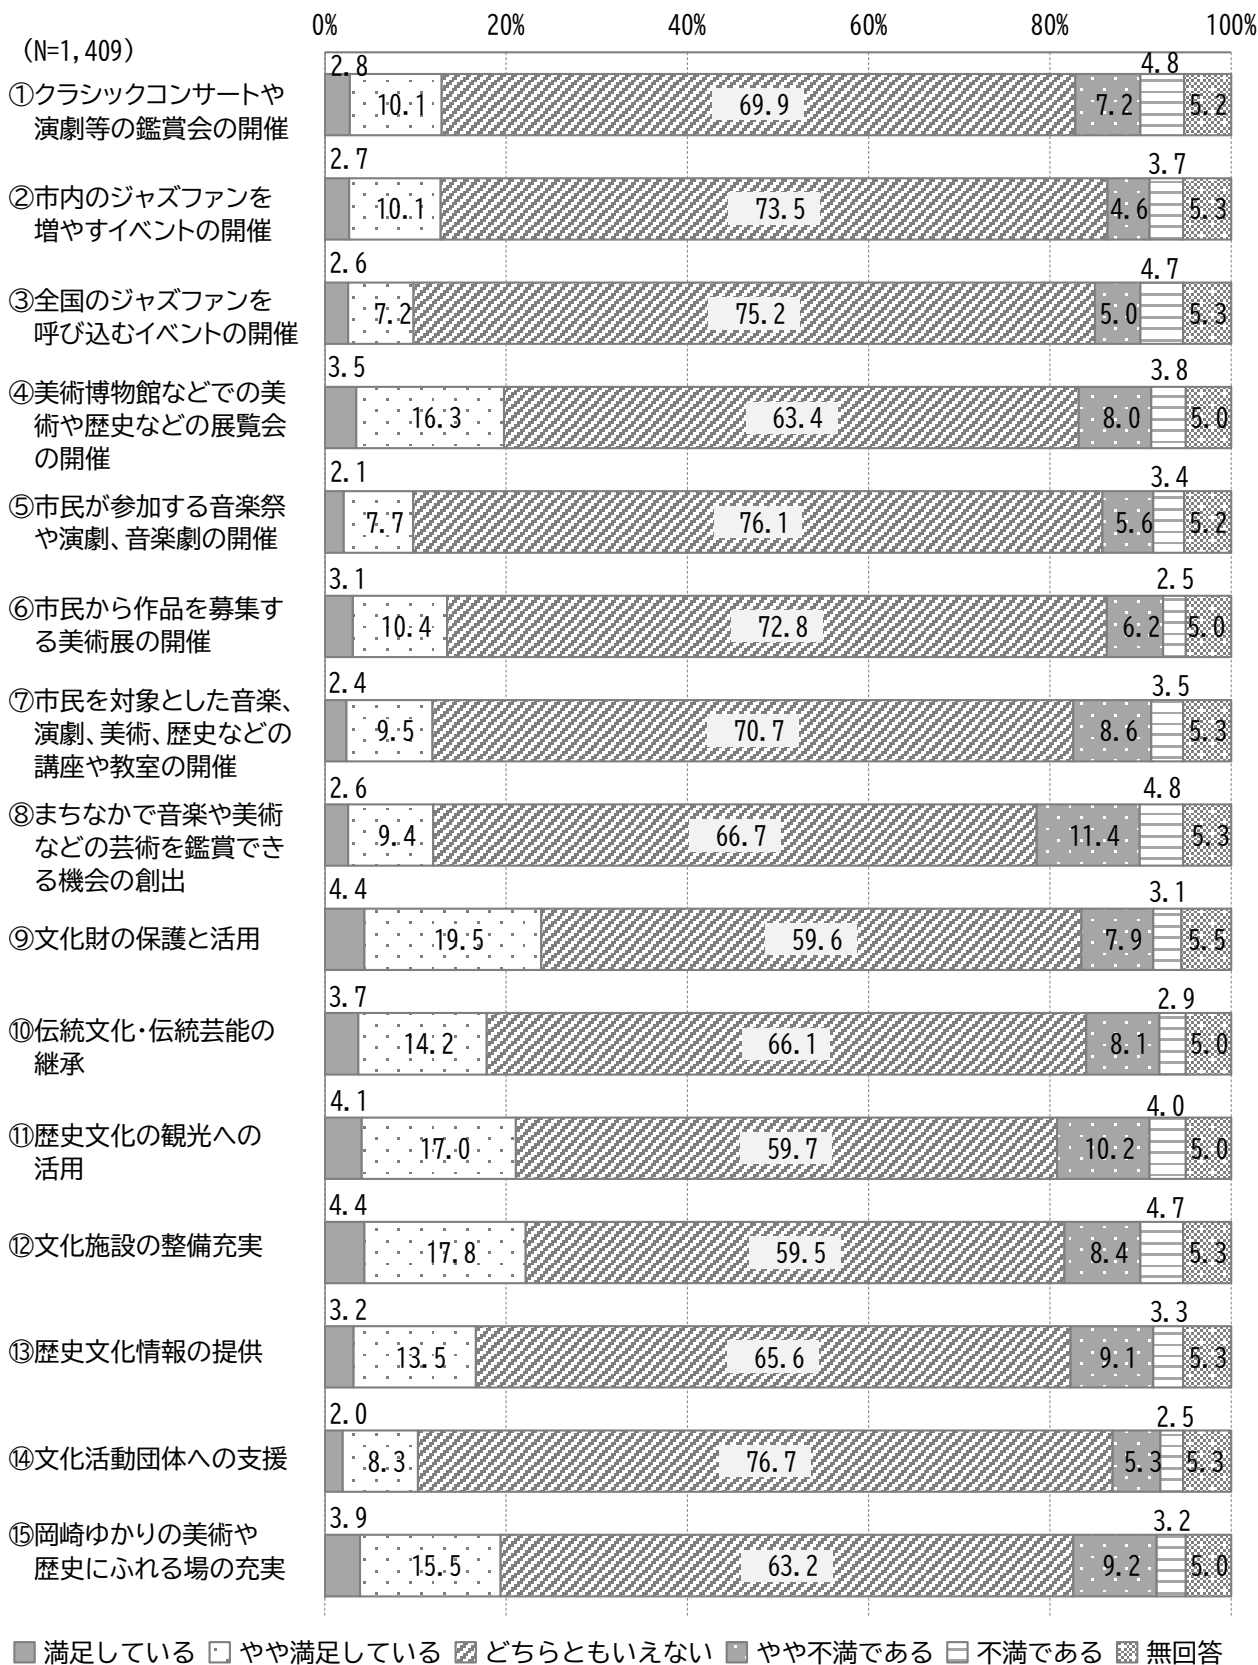 0% 20% 40% 60% 80% 100%
(N=1,409)
①クラシックコンサートや
演劇等の鑑賞会の開催
2.8 10.1 69.9 7.2 4.8 5.2
②市内のジャズファンを
増やすイベントの開催
2.7 10.1 73.5 4.6 3.7 5.3
③全国のジャズファンを
呼び込むイベントの開催
2.6 7.2 75.2 5.0 4.7 5.3
④美術博物館などでの美
術や歴史などの展覧会
の開催
3.5 16.3 63.4 8.0 3.8 5.0
⑤市民が参加する音楽祭
や演劇、音楽劇の開催
2.1 7.7 76.1 5.6 3.4 5.2
⑥市民から作品を募集す
る美術展の開催
3.1 10.4 72.8 6.2 2.5 5.0
⑦市民を対象とした音楽、
演劇、美術、歴史などの
講座や教室の開催
2.4 9.5 70.7 8.6 3.5 5.3
⑧まちなかで音楽や美術
などの芸術を鑑賞でき
る機会の創出
2.6 9.4 66.7 11.4 4.8 5.3
⑨文化財の保護と活用
4.4 19.5 59.6 7.9 3.1 5.5
⑩伝統文化・伝統芸能の
継承
3.7 14.2 66.1 8.1 2.9 5.0
⑪歴史文化の観光への
活用
4.1 17.0 59.7 10.2 4.0 5.0
⑫文化施設の整備充実
4.4 17.8 59.5 8.4 4.7 5.3
⑬歴史文化情報の提供
3.2 13.5 65.6 9.1 3.3 5.3
⑭文化活動団体への支援
2.0 8.3 76.7 5.3 2.5 5.3
⑮岡崎ゆかりの美術や
歴史にふれる場の充実
3.9 15.5 63.2 9.2 3.2 5.0
満足している やや満足している どちらともいえない やや不満である 不満である 無回答